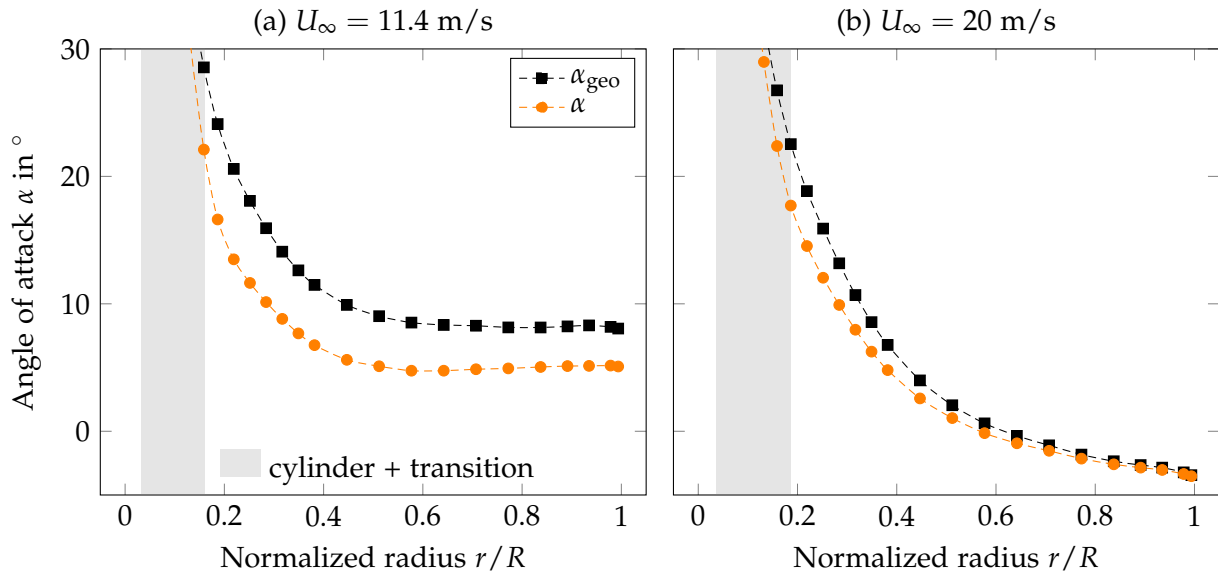 (a) U∞ = 11.4 m/s
(b) U∞ = 20 m/s
Angle of attack α in °
30
20
10
0
αgeo
α
cylinder + transition
0 0.2 0.4 0.6 0.8 1
0 0.2 0.4 0.6 0.8 1
Normalized radius r/R
Normalized radius r/R